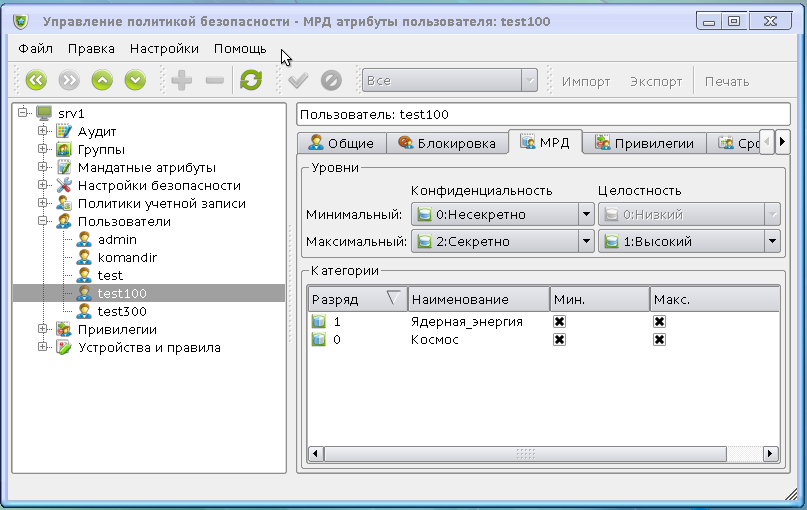 Управление политикой безопасности - МРД атрибуты пользователя: test100
Файл Правка Настройки Помощь
Все Импорт Экспорт Печать
srv1
Аудит
Группы
Мандатные атрибуты
Настройки безопасности
Политики учетной записи
Пользователи
admin
komandir
test
test100
test300
Привилегии
Устройства и правила
Пользователь: test100
Общие Блокировка МРД Привилегии Сро
Уровни
Конфиденциальность Целостность
Минимальный: 0:Несекретно 0:Низкий
Максимальный: 2:Секретно 1:Высокий
Категории
Разряд Наименование Мин. Макс.
1 Ядерная_энергия
0 Космос